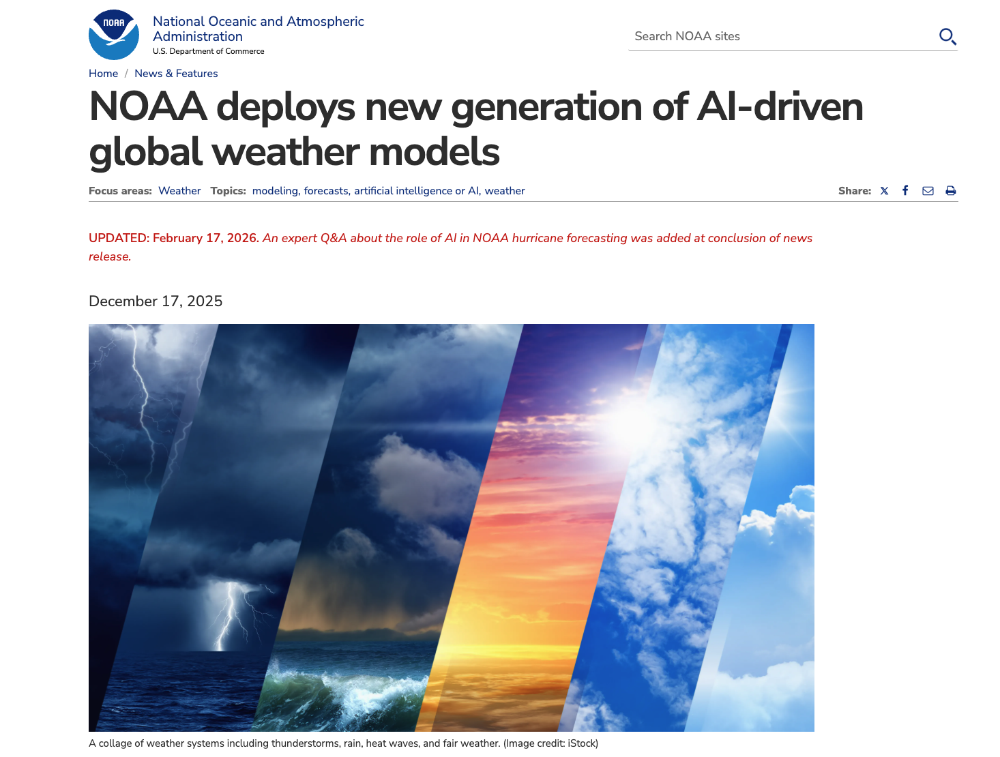 NOAA
National Oceanic and Atmospheric
Administration
U.S. Department of Commerce
Search NOAA sites
Home / News & Features
NOAA deploys new generation of AI-driven
global weather models
Focus areas: Weather Topics: modeling, forecasts, artificial intelligence or AI, weather
Share:
UPDATED: February 17, 2026. An expert Q&A about the role of AI in NOAA hurricane forecasting was added at conclusion of news
release.
December 17, 2025
A collage of weather systems including thunderstorms, rain, heat waves, and fair weather. (Image credit: iStock)